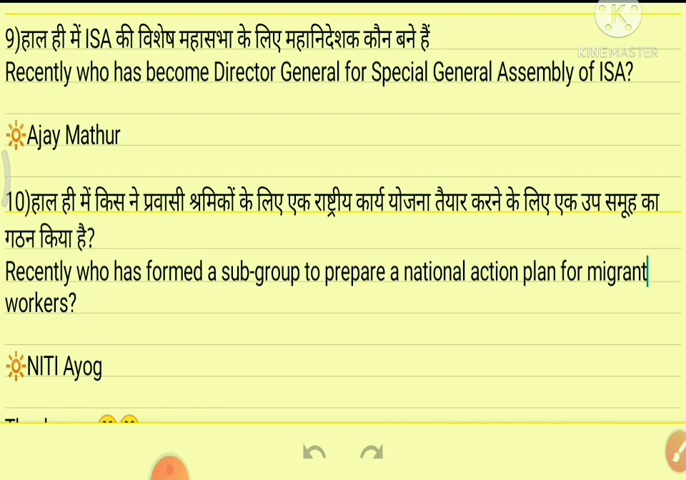 K
KINEMASTER
9)हाल ही में ISA की विशेष महासभा के लिए महानिदेशक कौन बने हैं
Recently who has become Director General for Special General Assembly of ISA?
🔆Ajay Mathur
10)हाल ही में किस ने प्रवासी श्रमिकों के लिए एक राष्ट्रीय कार्य योजना तैयार करने के लिए एक उप समूह का
गठन किया है?
Recently who has formed a sub-group to prepare a national action plan for migrant
workers?
🔆NITI Ayog